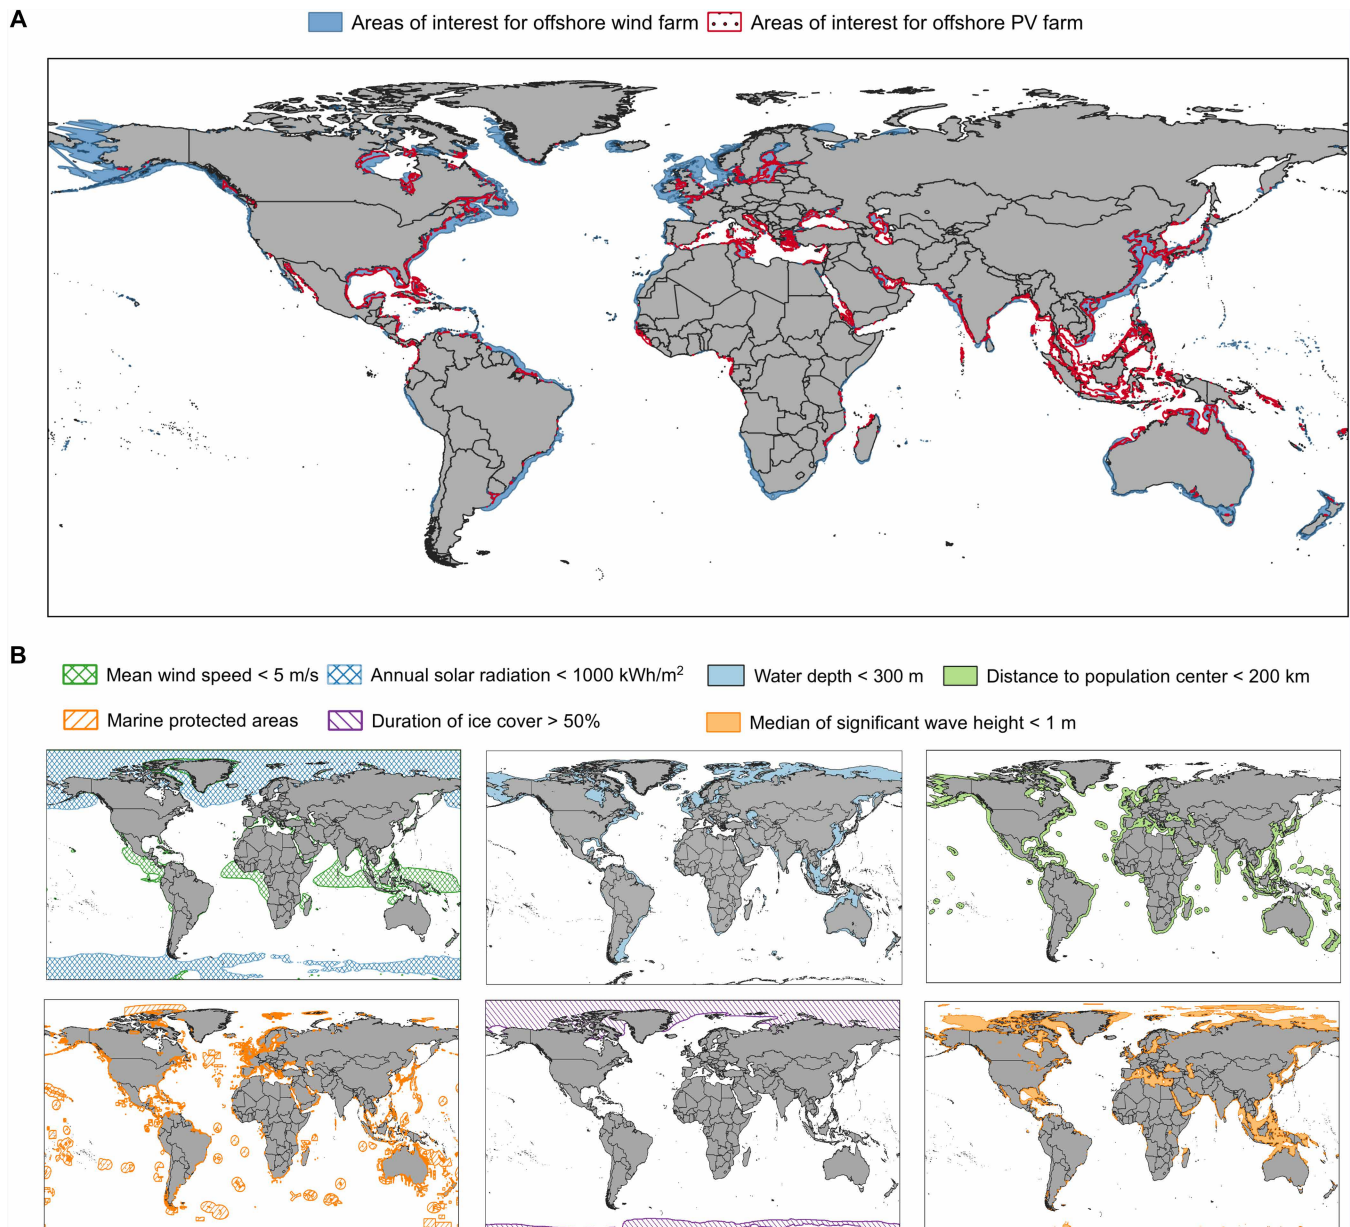 A
Areas of interest for offshore wind farm Areas of interest for offshore PV farm
B
Mean wind speed < 5 m/s Annual solar radiation < 1000 kWh/m² Water depth < 300 m Distance to population center < 200 km
Marine protected areas Duration of ice cover > 50% Median of significant wave height < 1 m